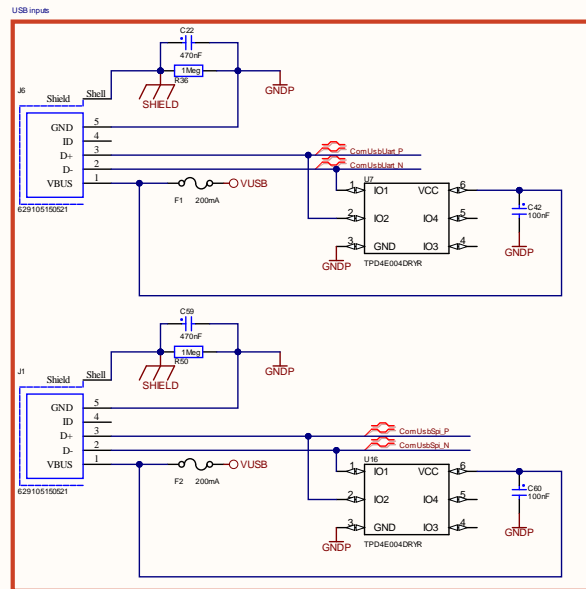 USB inputs
C22
470nF
1Meg
R36
SHIELD
GNDP
J6
Shield Shell
GND 5
ID 4
D+ 3
D- 2
VBUS 1
629105150521
ComUsbUart_P
ComUsbUart_N
F1 200mA
VUSB
U7
1 IO1 VCC 6
2 IO2 IO4 5
3 GND IO3 4
TPD4E004DRYR
GNDP
C42
100nF
GNDP
C59
470nF
1Meg
R50
SHIELD
GNDP
J1
Shield Shell
GND 5
ID 4
D+ 3
D- 2
VBUS 1
629105150521
ComUsbSpi_P
ComUsbSpi_N
F2 200mA
VUSB
U16
1 IO1 VCC 6
2 IO2 IO4 5
3 GND IO3 4
TPD4E004DRYR
GNDP
C60
100nF
GNDP